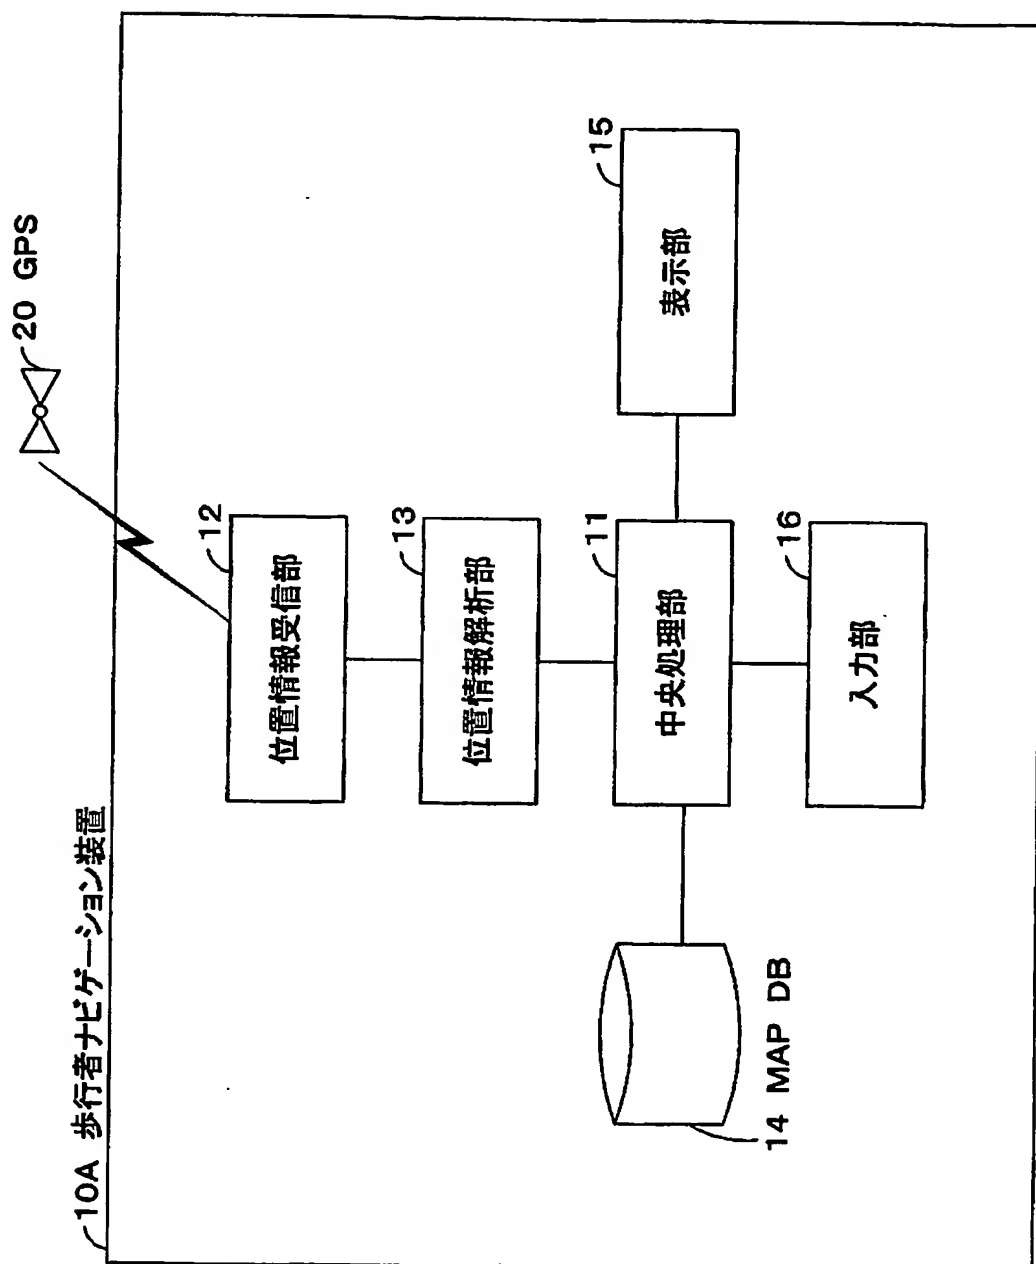 20 GPS
10A 歩行者ナビゲーション装置
12
位置情報受信部
13
位置情報解析部
11
中央処理部
15
表示部
14 MAP DB
16
入力部